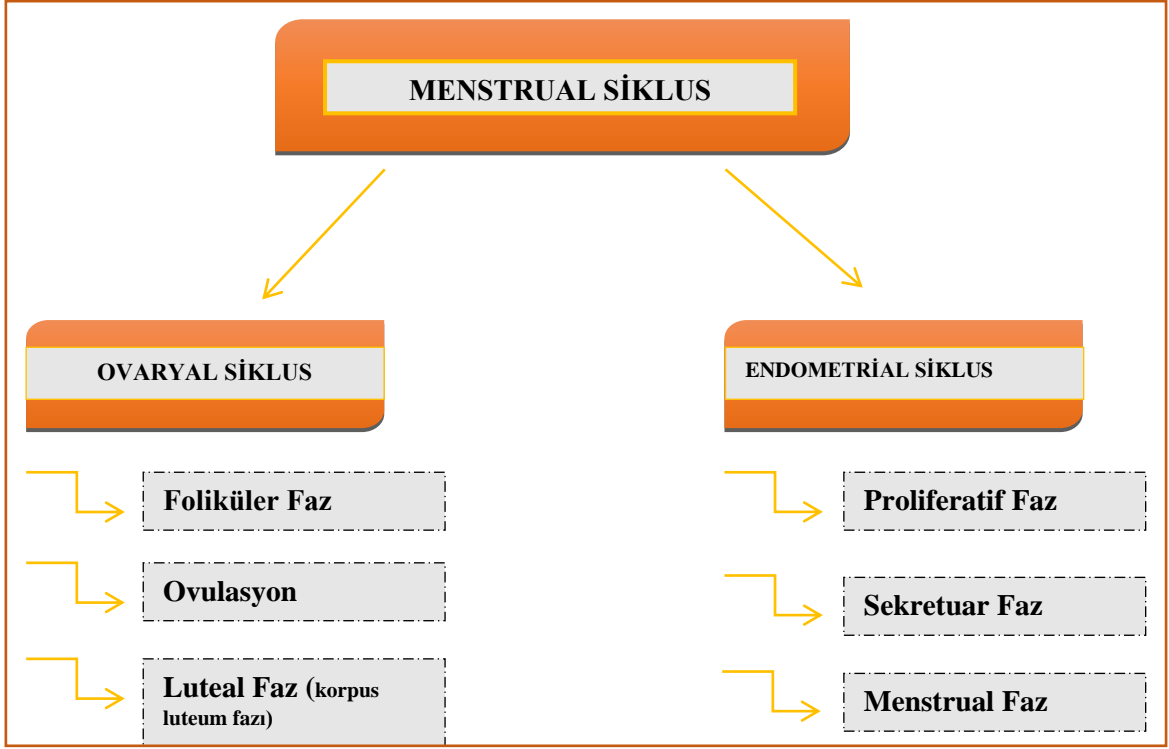 MENSTRUAL SİKLUS
OVARYAL SİKLUS
Foliküler Faz
Ovulasyon
Luteal Faz (korpus
luteum fazı)
ENDOMETRİAL SİKLUS
Proliferatif Faz
Sekretuar Faz
Menstrual Faz